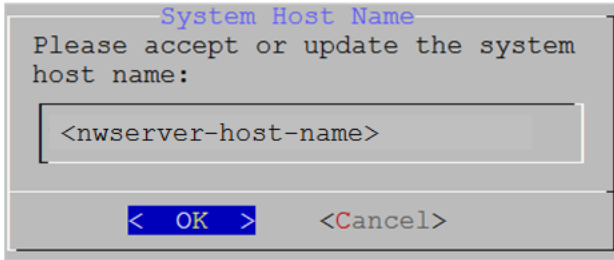 System Host Name
Please accept or update the system
host name:
<nwserver-host-name>
< OK > <Cancel>